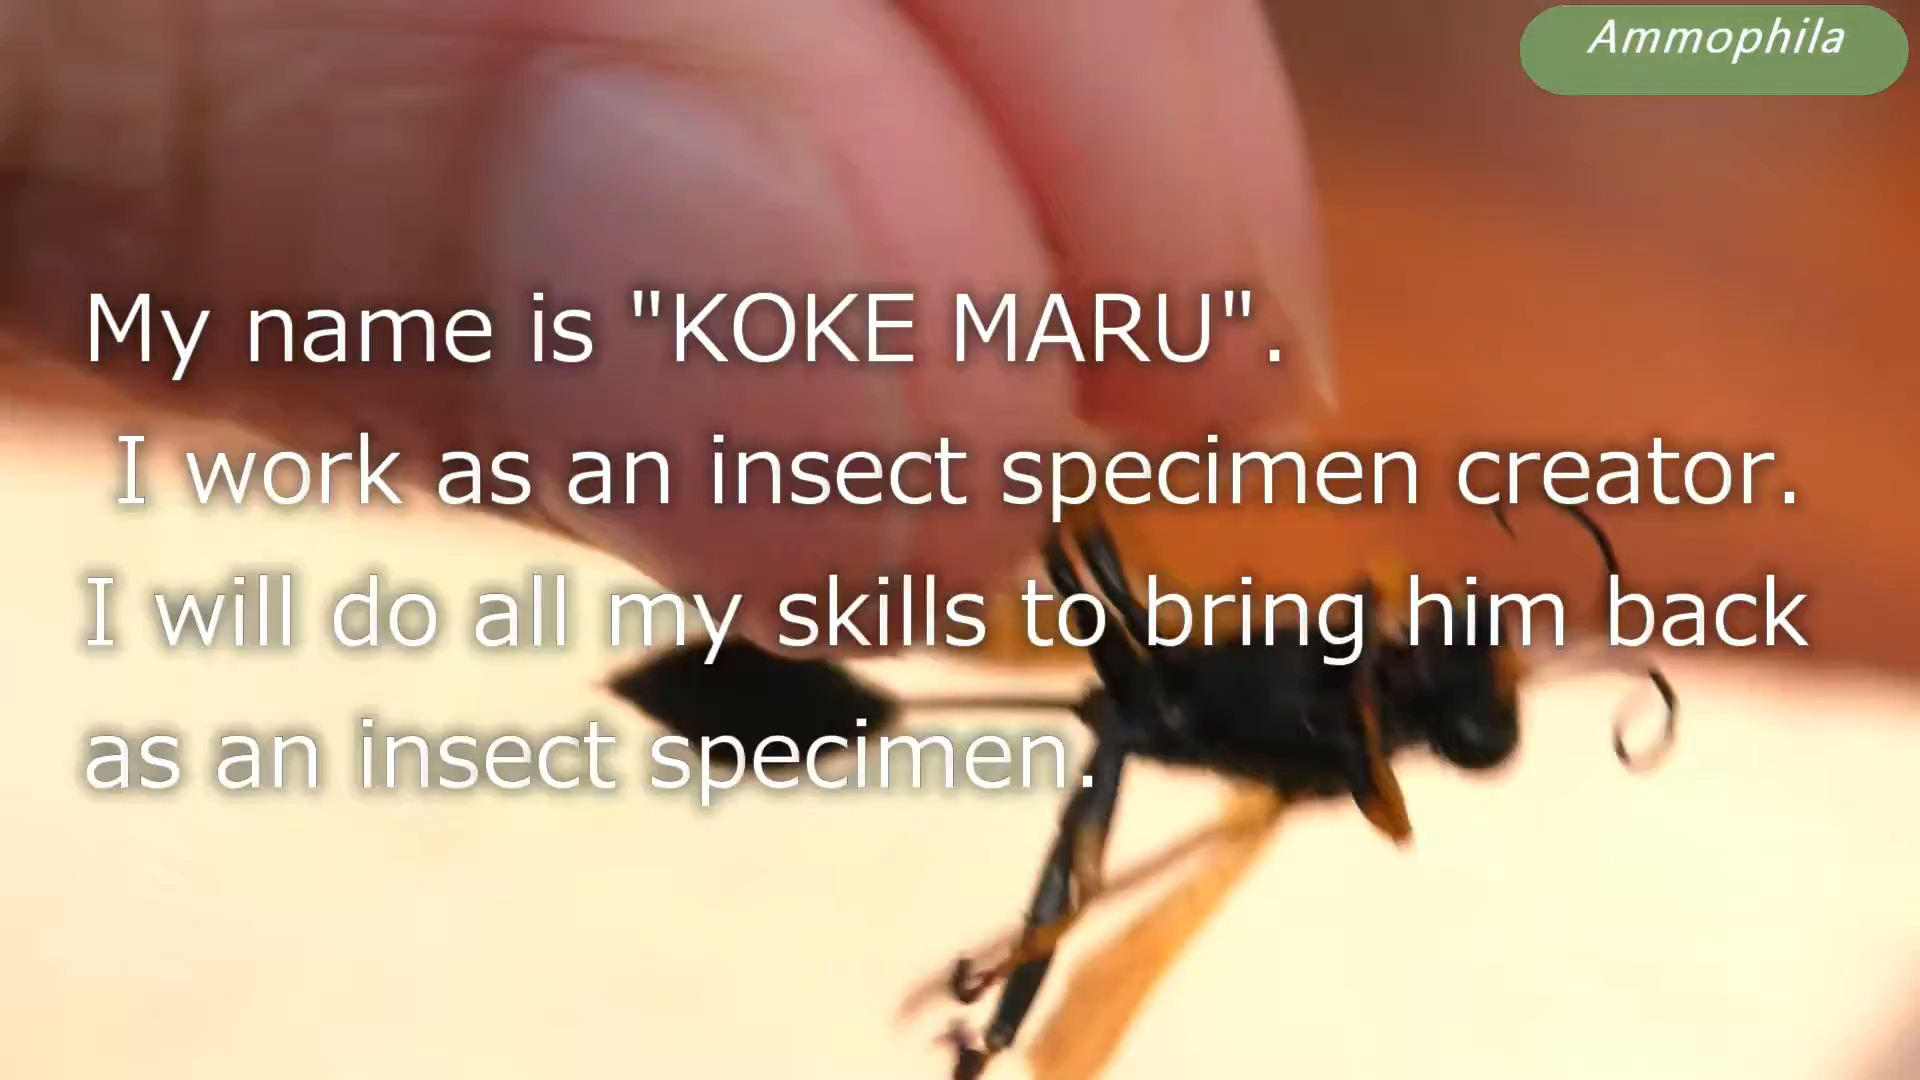 Ammophila
My name is "KOKE MARU".
I work as an insect specimen creator.
I will do all my skills to bring him back
as an insect specimen.